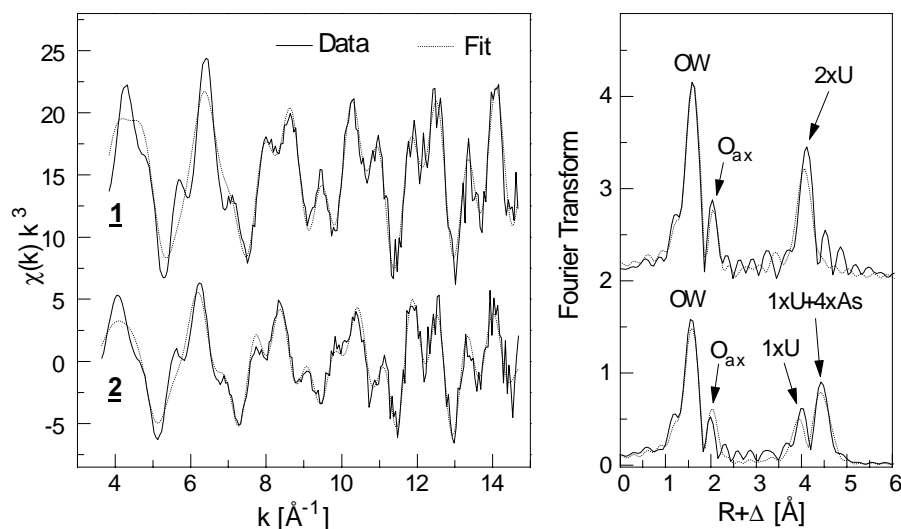 Data
Fit
25
20
15
10
5
0
-5
χ(k) k³
1
2
4
6
8
10
12
14
k [Å⁻¹]
OW
2xU
O_ax
OW
1xU+4xAs
O_ax
1xU
4
3
2
1
0
Fourier Transform
0
1
2
3
4
5
6
R+Δ [Å]